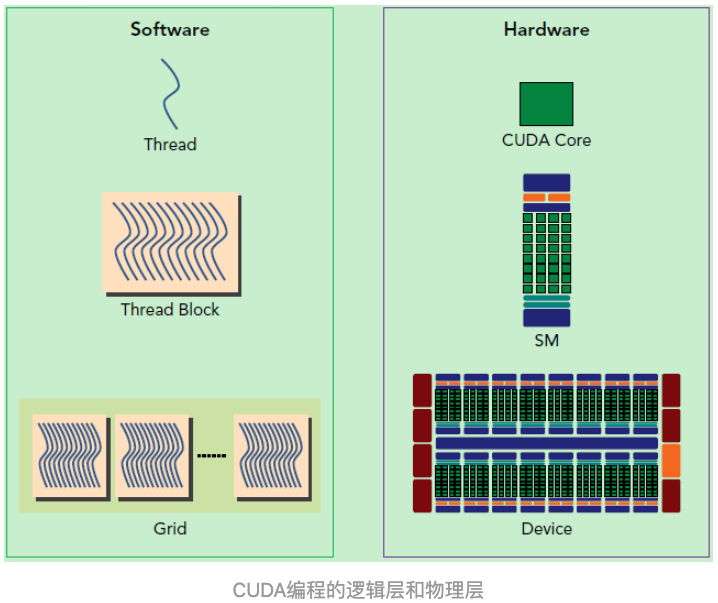 Software
Thread
Thread Block
Grid
Hardware
CUDA Core
SM
Device
CUDA编程的逻辑层和物理层